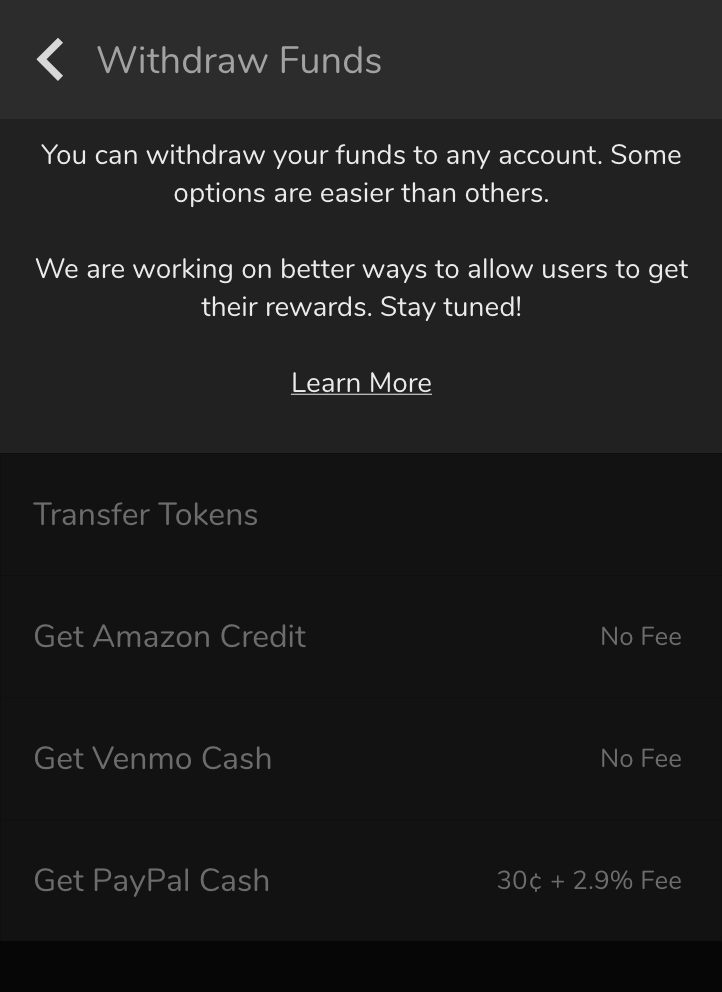 Withdraw Funds
You can withdraw your funds to any account. Some
options are easier than others.
We are working on better ways to allow users to get
their rewards. Stay tuned!
Learn More
Transfer Tokens
Get Amazon Credit No Fee
Get Venmo Cash No Fee
Get PayPal Cash 30¢ + 2.9% Fee